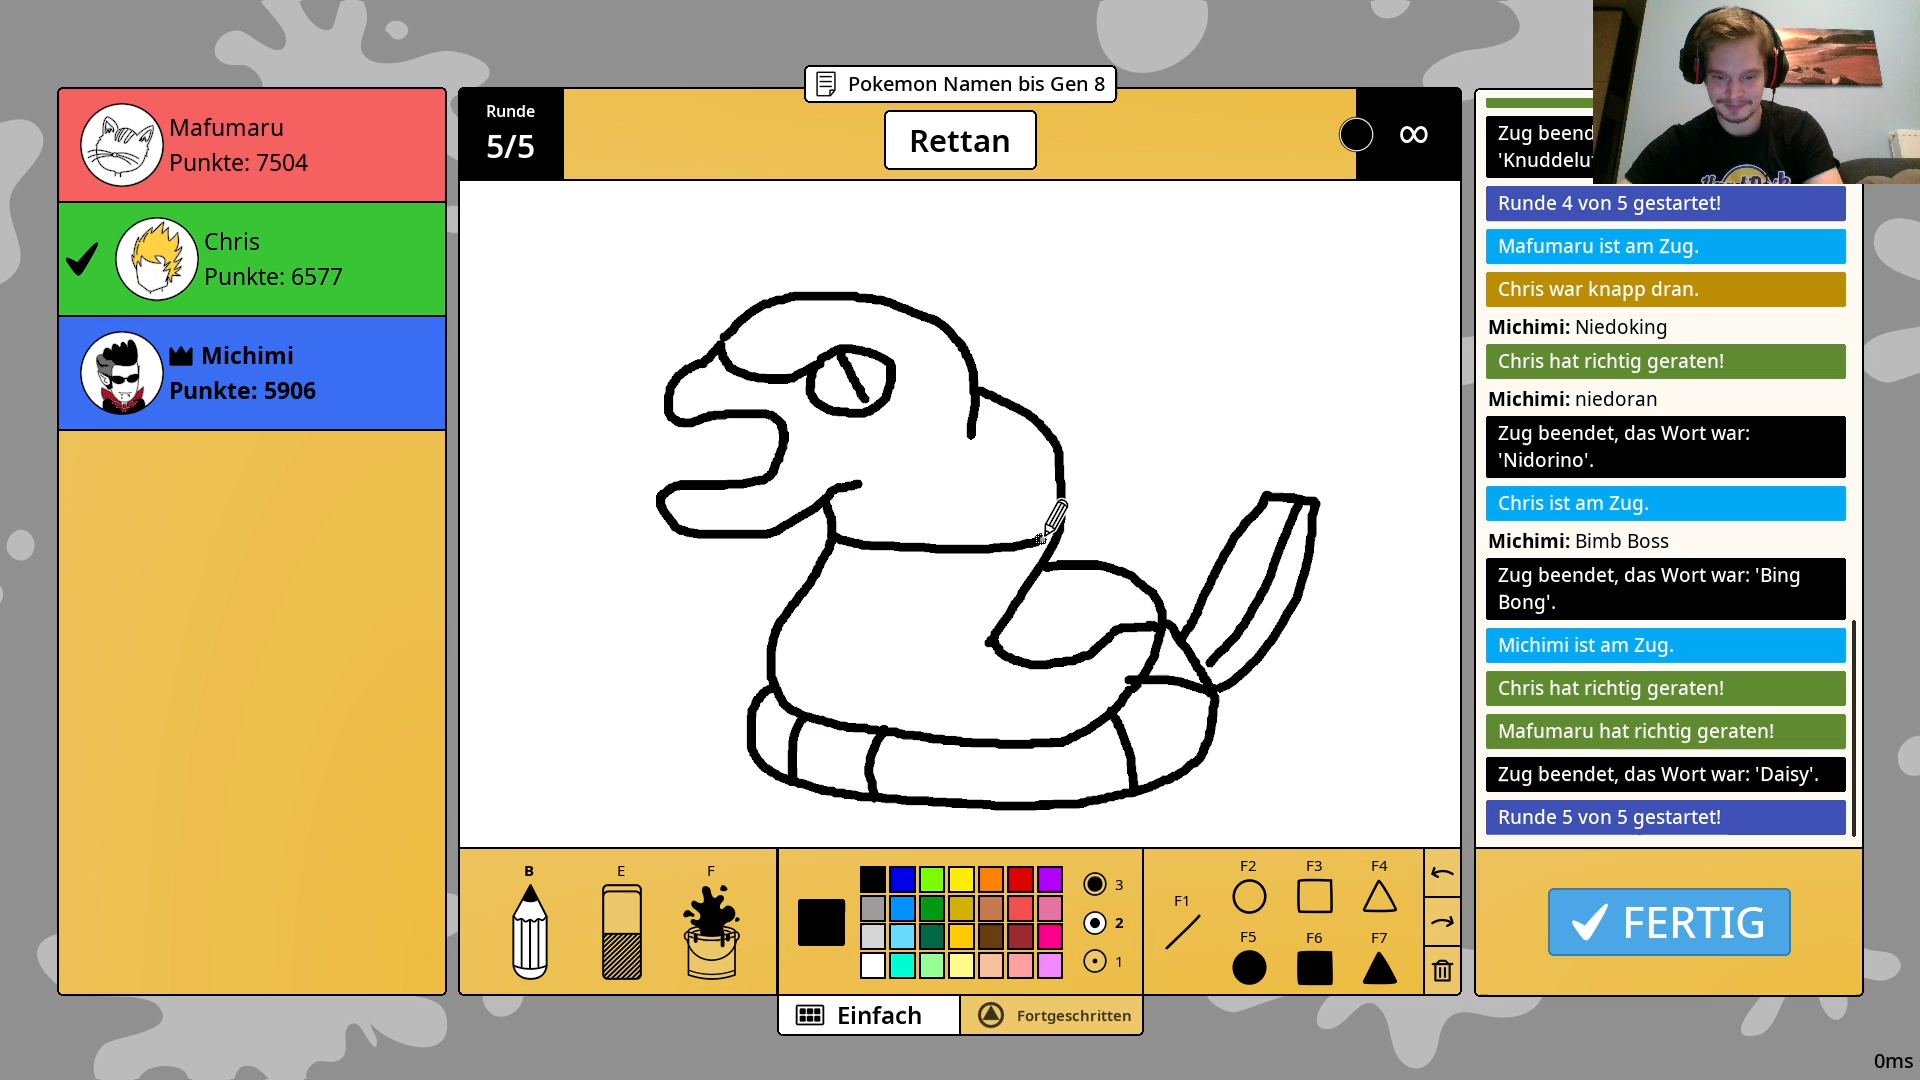 Pokemon Namen bis Gen 8
Runde
5/5
Rettan
∞
Mafumaru
Punkte: 7504
Chris
Punkte: 6577
Michimi
Punkte: 5906
Zug beend
'Knuddelu
Runde 4 von 5 gestartet!
Mafumaru ist am Zug.
Chris war knapp dran.
Michimi: Niedoking
Chris hat richtig geraten!
Michimi: niedoran
Zug beendet, das Wort war:
'Nidorino'.
Chris ist am Zug.
Michimi: Bimb Boss
Zug beendet, das Wort war: 'Bing
Bong'.
Michimi ist am Zug.
Chris hat richtig geraten!
Mafumaru hat richtig geraten!
Zug beendet, das Wort war: 'Daisy'.
Runde 5 von 5 gestartet!
B
E
F
3
2
1
F1
F2
F3
F4
F5
F6
F7
FERTIG
Einfach
Fortgeschritten
0ms